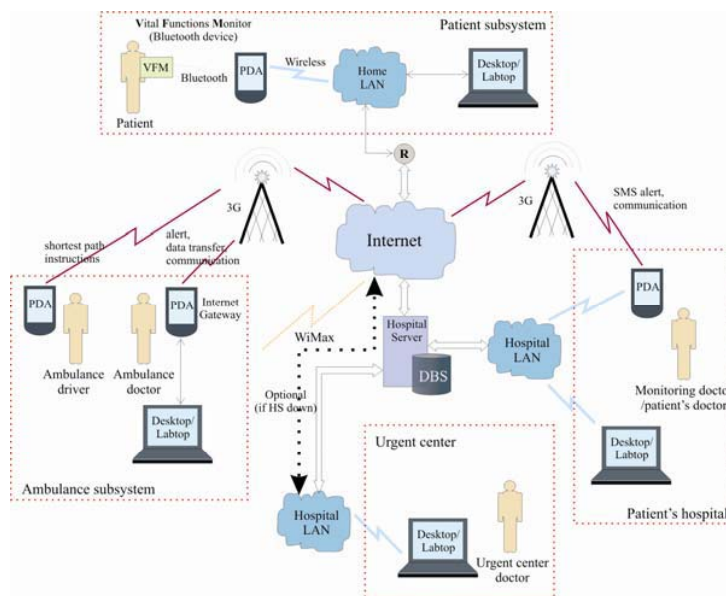 Vital Functions Monitor
(Bluetooth device)
Patient subsystem
VFM
Bluetooth
PDA
Wireless
Home
LAN
Desktop/
Labtop
Patient
R
3G
3G
SMS alert,
communication
Internet
shortest path
instructions
alert,
data transfer,
communication
PDA
PDA
Internet
Gateway
WiMax
Hospital
Server
DBS
Hospital
LAN
PDA
Ambulance
driver
Ambulance
doctor
Monitoring doctor
/patient's doctor
Optional
(if HS down)
Desktop/
Labtop
Desktop/
Labtop
Ambulance subsystem
Urgent center
Patient's hospital
Hospital
LAN
Desktop/
Labtop
Urgent center
doctor